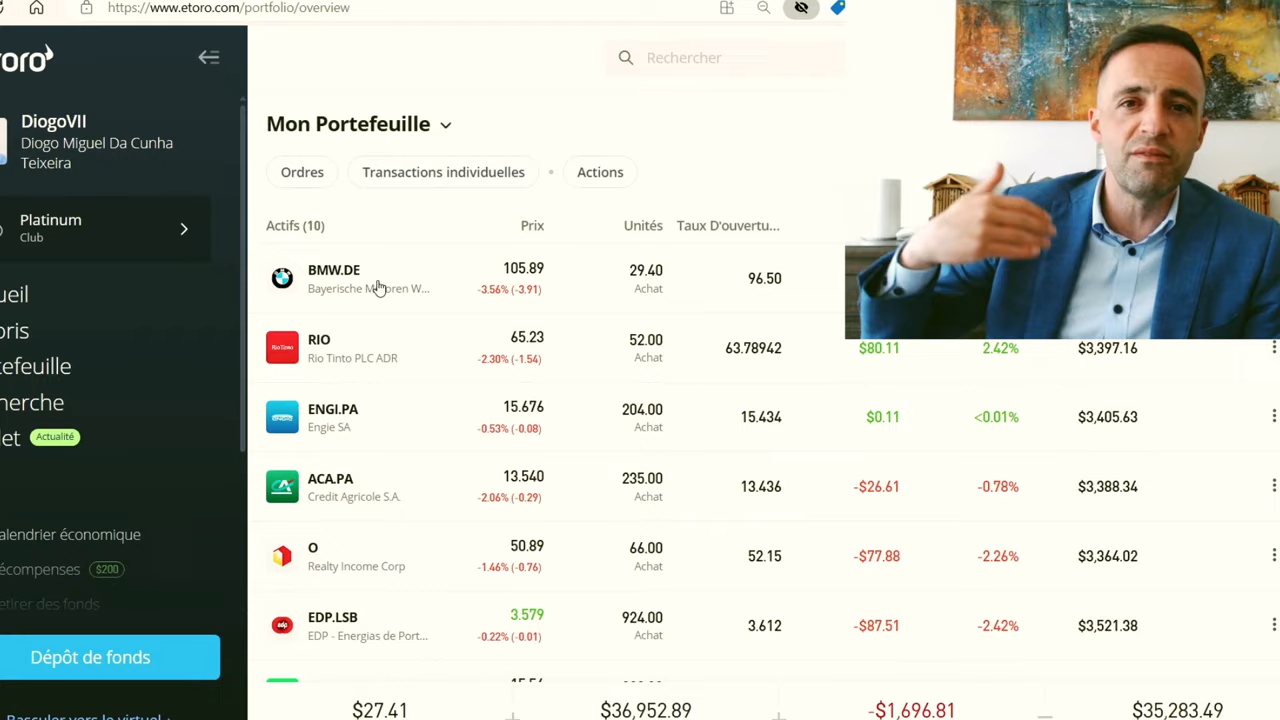 https://www.etoro.com/portfolio/overview
Rechercher
DiogoVII
Diogo Miguel Da Cunha
Teixeira
Platinum
Club
Actualité
$200
Dépôt de fonds
Mon Portefeuille
Ordres
Transactions individuelles
Actions
Actifs (10) Prix Unités Taux D'ouvertu...
BMW.DE 105.89 29.40 96.50
Bayerische -3.56% (-3.91) Achat
RIO 65.23 52.00 63.78942 $80.11 2.42% $3,397.16
RioTinto
Rio Tinto PLC ADR -2.30% (-1.54) Achat
ENGI.PA 15.676 204.00 15.434 $0.11 <0.01% $3,405.63
Engie SA -0.53% (-0.08) Achat
ACA.PA 13.540 235.00 13.436 -$26.61 -0.78% $3,388.34
Credit Agricole S.A. -2.06% (-0.29) Achat
O 50.89 66.00 52.15 -$77.88 -2.26% $3,364.02
Realty Income Corp -1.46% (-0.76) Achat
EDP.LSB 3.579 924.00 3.612 -$87.51 -2.42% $3,521.38
edp
EDP - Energias de Port... -0.22% (-0.01) Achat
$27.41 + $36,952.89 + -$1,696.81 = $35,283.49